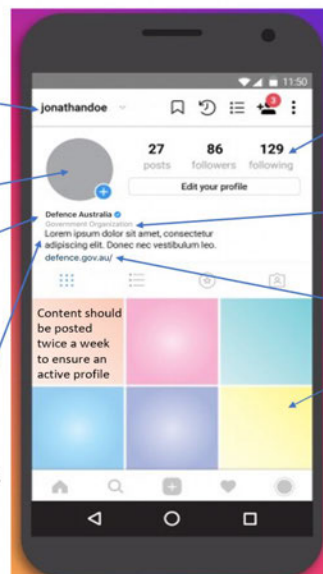 11:50
jonathandoe
3
27 86 129
posts followers following
Edit your profile
Defence Australia
Government Organization
Lorem ipsum dolor sit amet, consectetur
adipiscing elit. Donec nec vestibulum leo.
defence.gov.au/
Content should
be posted
twice a week
to ensure an
active profile